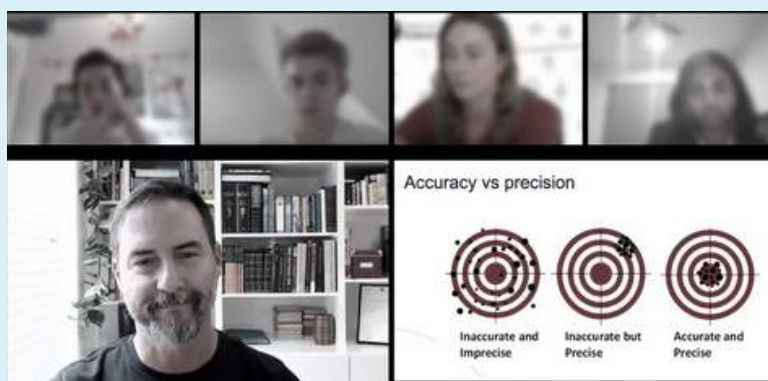 Accuracy vs precision
Inaccurate and
Imprecise
Inaccurate but
Precise
Accurate and
Precise